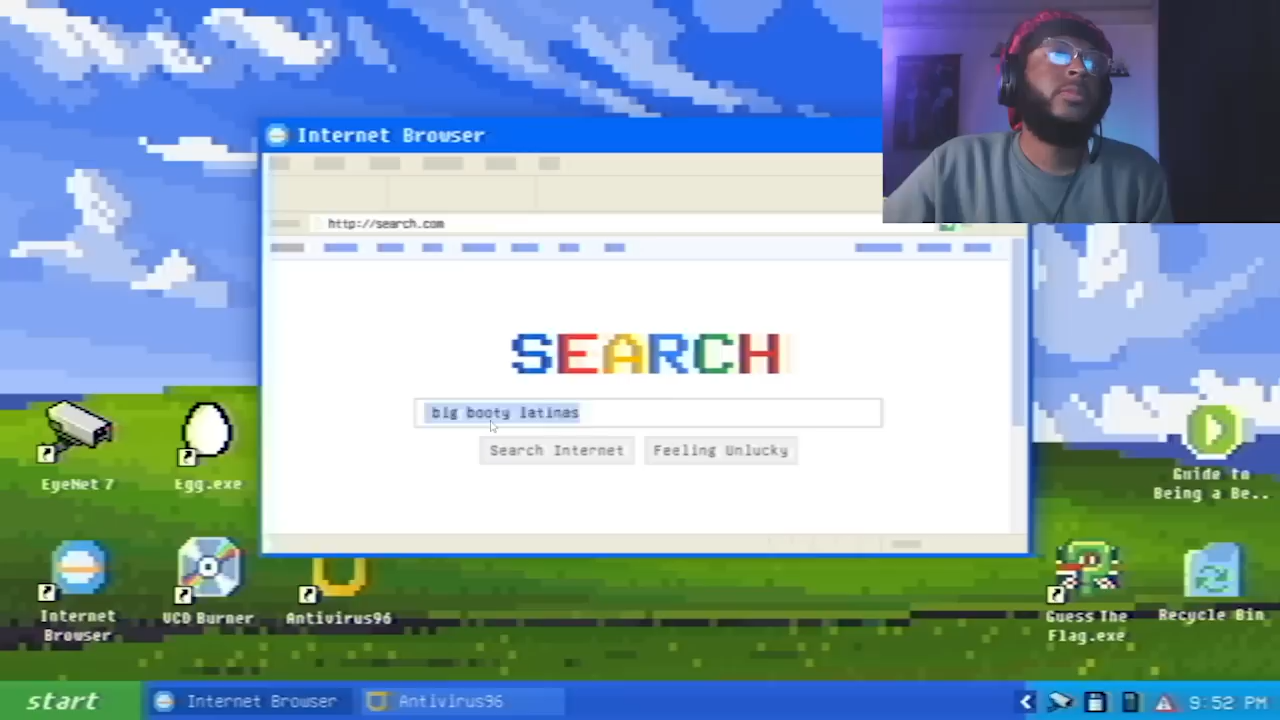 Internet Browser
http://search.com
SEARCH
big booty latinas
Search Internet
Feeling Unlucky
EyeNet 7
Egg.exe
Guide to
Being a Be..
Internet
Browser
VCD Burner
Antivirus96
Guess The
Flag.exe
Recycle Bin
start
Internet Browser
Antivirus96
9:52 PM